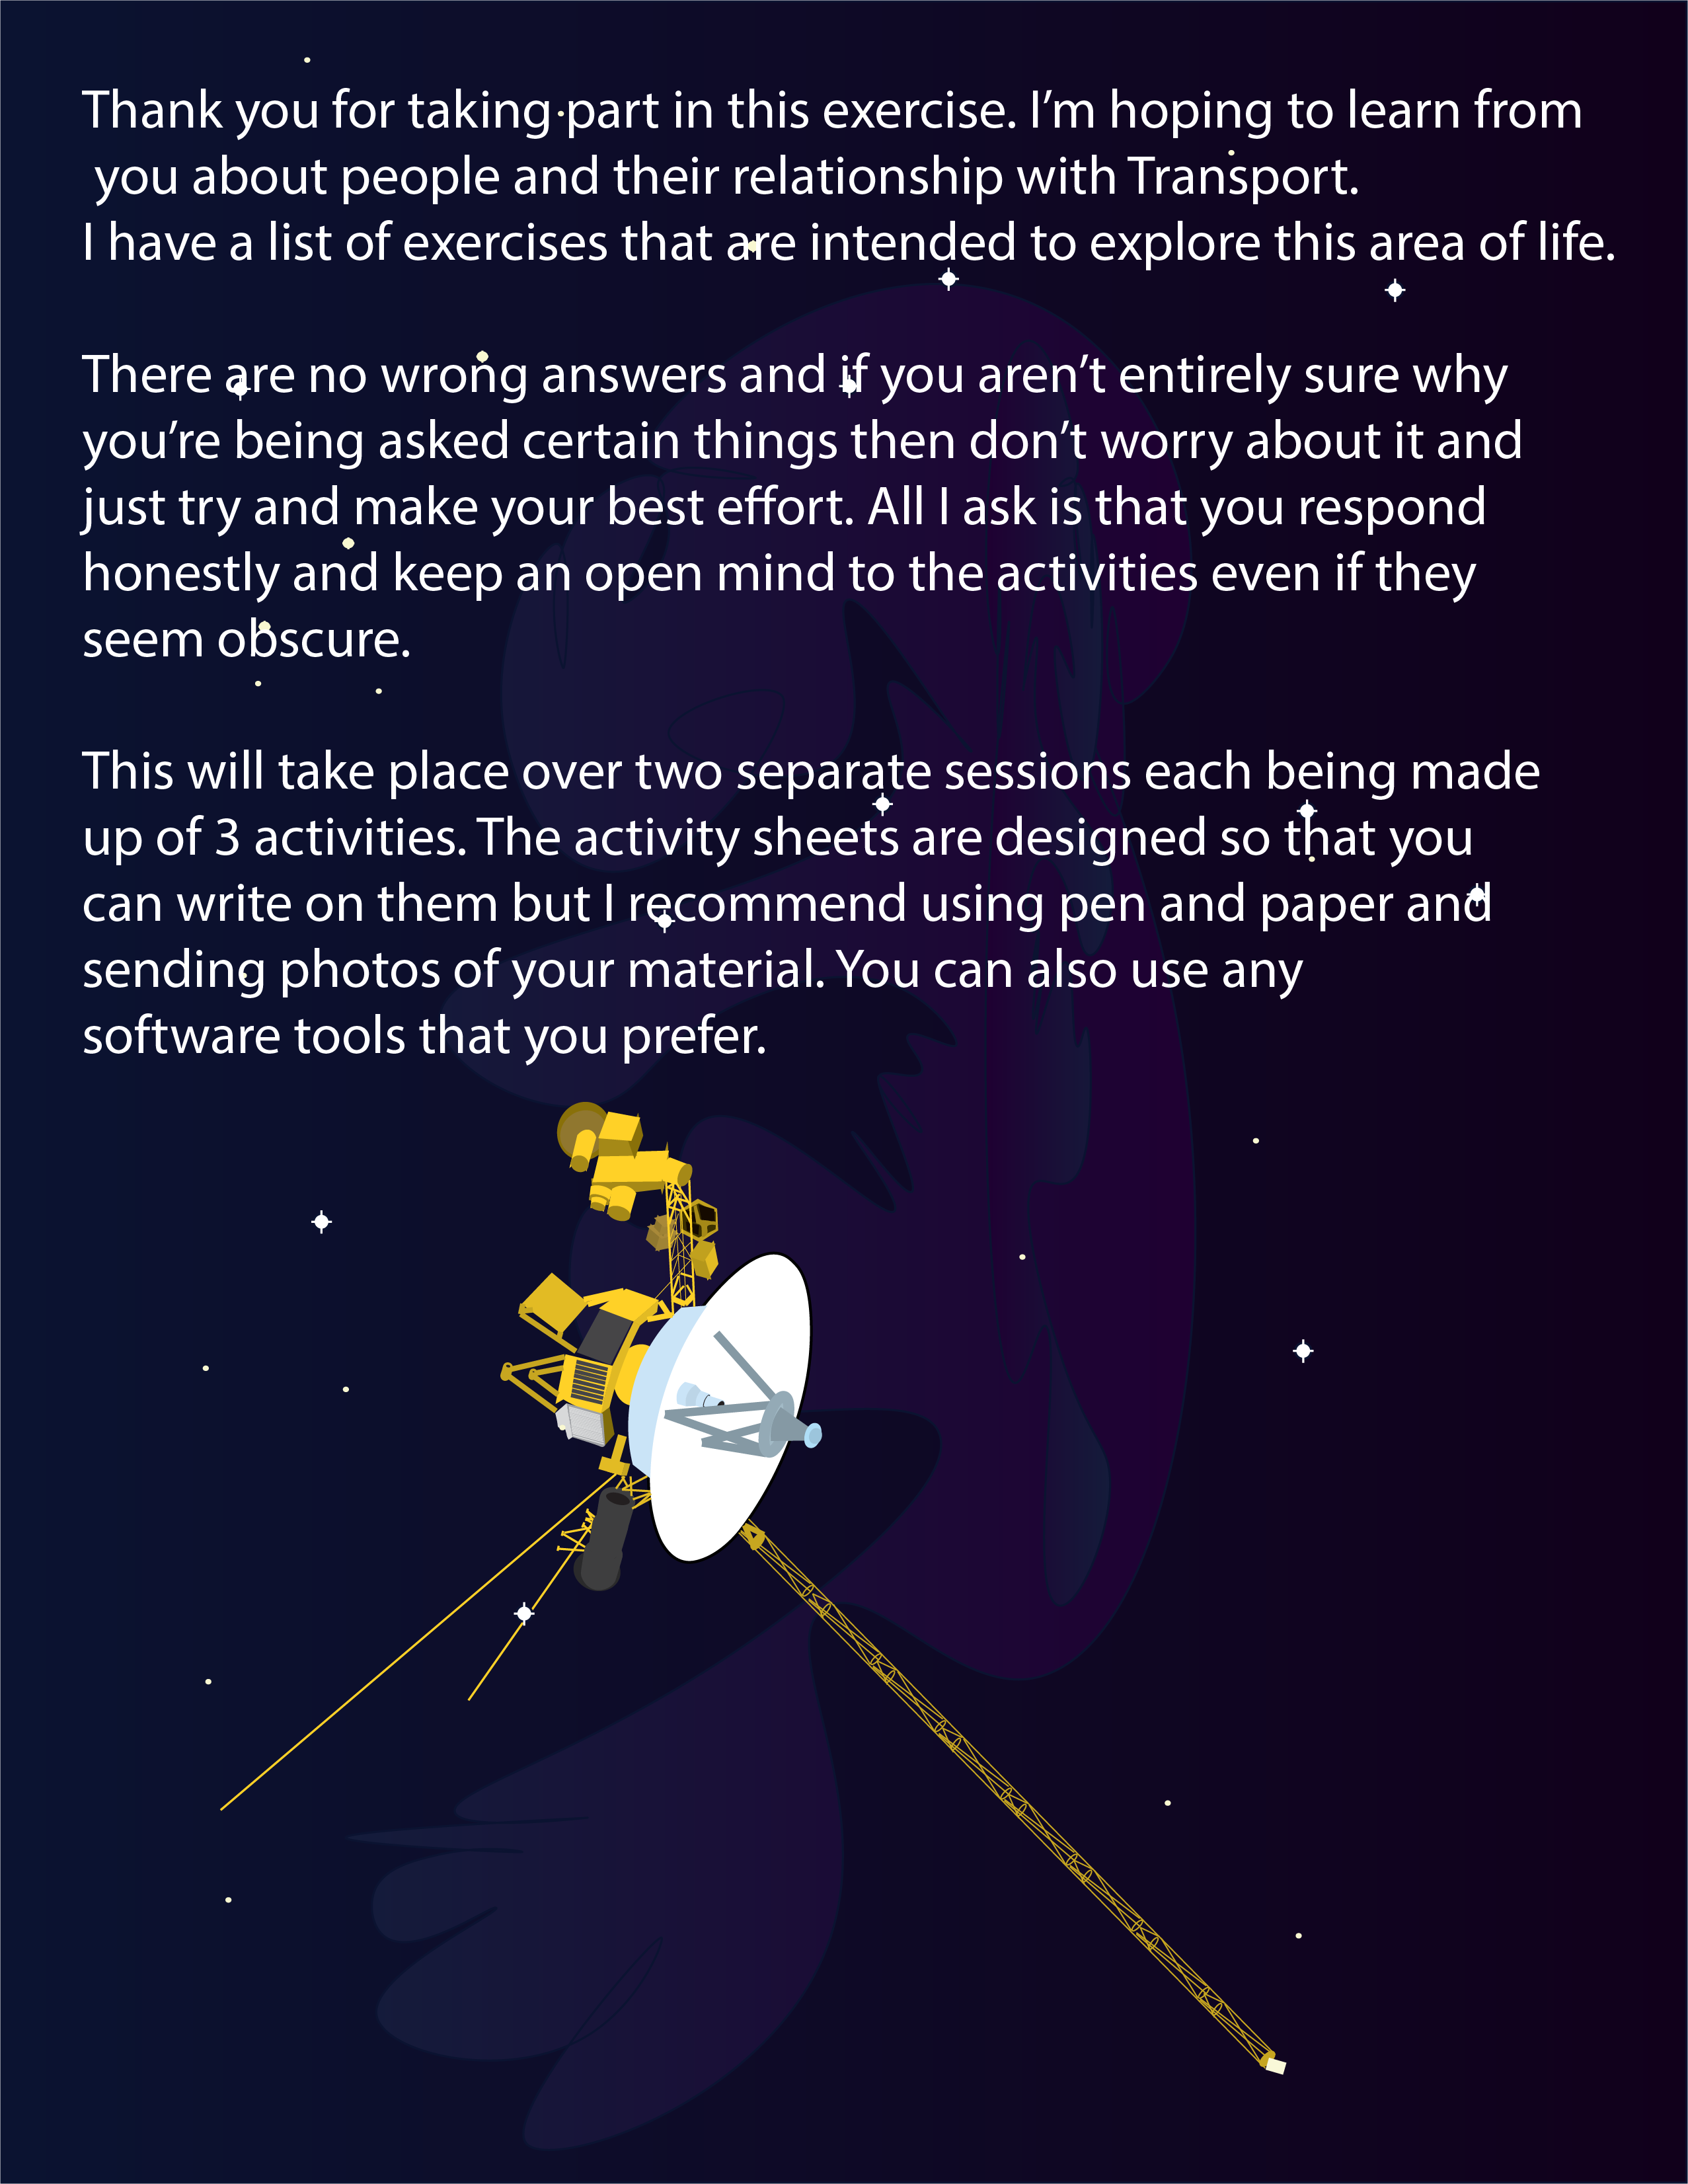 Thank you for taking part in this exercise. I’m hoping to learn from
you about people and their relationship with Transport.
I have a list of exercises that are intended to explore this area of life.
There are no wrong answers and if you aren’t entirely sure why
you’re being asked certain things then don’t worry about it and
just try and make your best effort. All I ask is that you respond
honestly and keep an open mind to the activities even if they
seem obscure.
This will take place over two separate sessions each being made
up of 3 activities. The activity sheets are designed so that you
can write on them but I recommend using pen and paper and
sending photos of your material. You can also use any
software tools that you prefer.